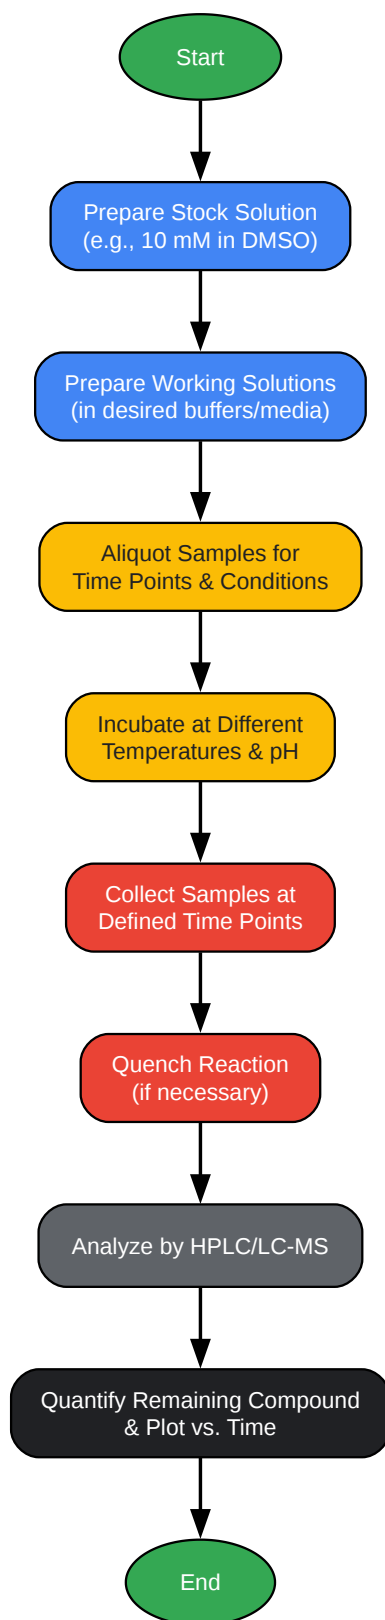 Start
Prepare Stock Solution
(e.g., 10 mM in DMSO)
Prepare Working Solutions
(in desired buffers/media)
Aliquot Samples for
Time Points & Conditions
Incubate at Different
Temperatures & pH
Collect Samples at
Defined Time Points
Quench Reaction
(if necessary)
Analyze by HPLC/LC-MS
Quantify Remaining Compound
& Plot vs. Time
End